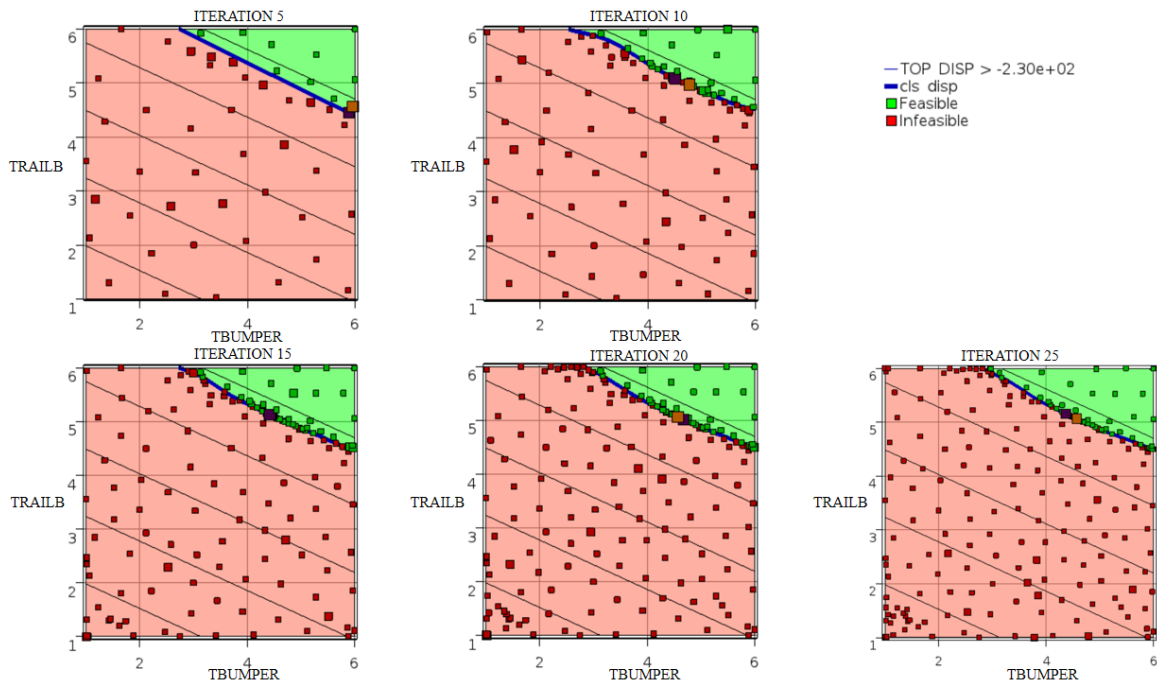 ITERATION 5
6
5
4
3
2
1
TRAILB
2
4
6
TBUMPER
ITERATION 10
6
5
4
3
2
1
TRAILB
2
4
6
TBUMPER
TOP DISP > -2.30e+02
cls disp
Feasible
Infeasible
ITERATION 15
6
5
4
3
2
1
TRAILB
2
4
6
TBUMPER
ITERATION 20
6
5
4
3
2
1
TRAILB
2
4
6
TBUMPER
ITERATION 25
6
5
4
3
2
1
TRAILB
2
4
6
TBUMPER